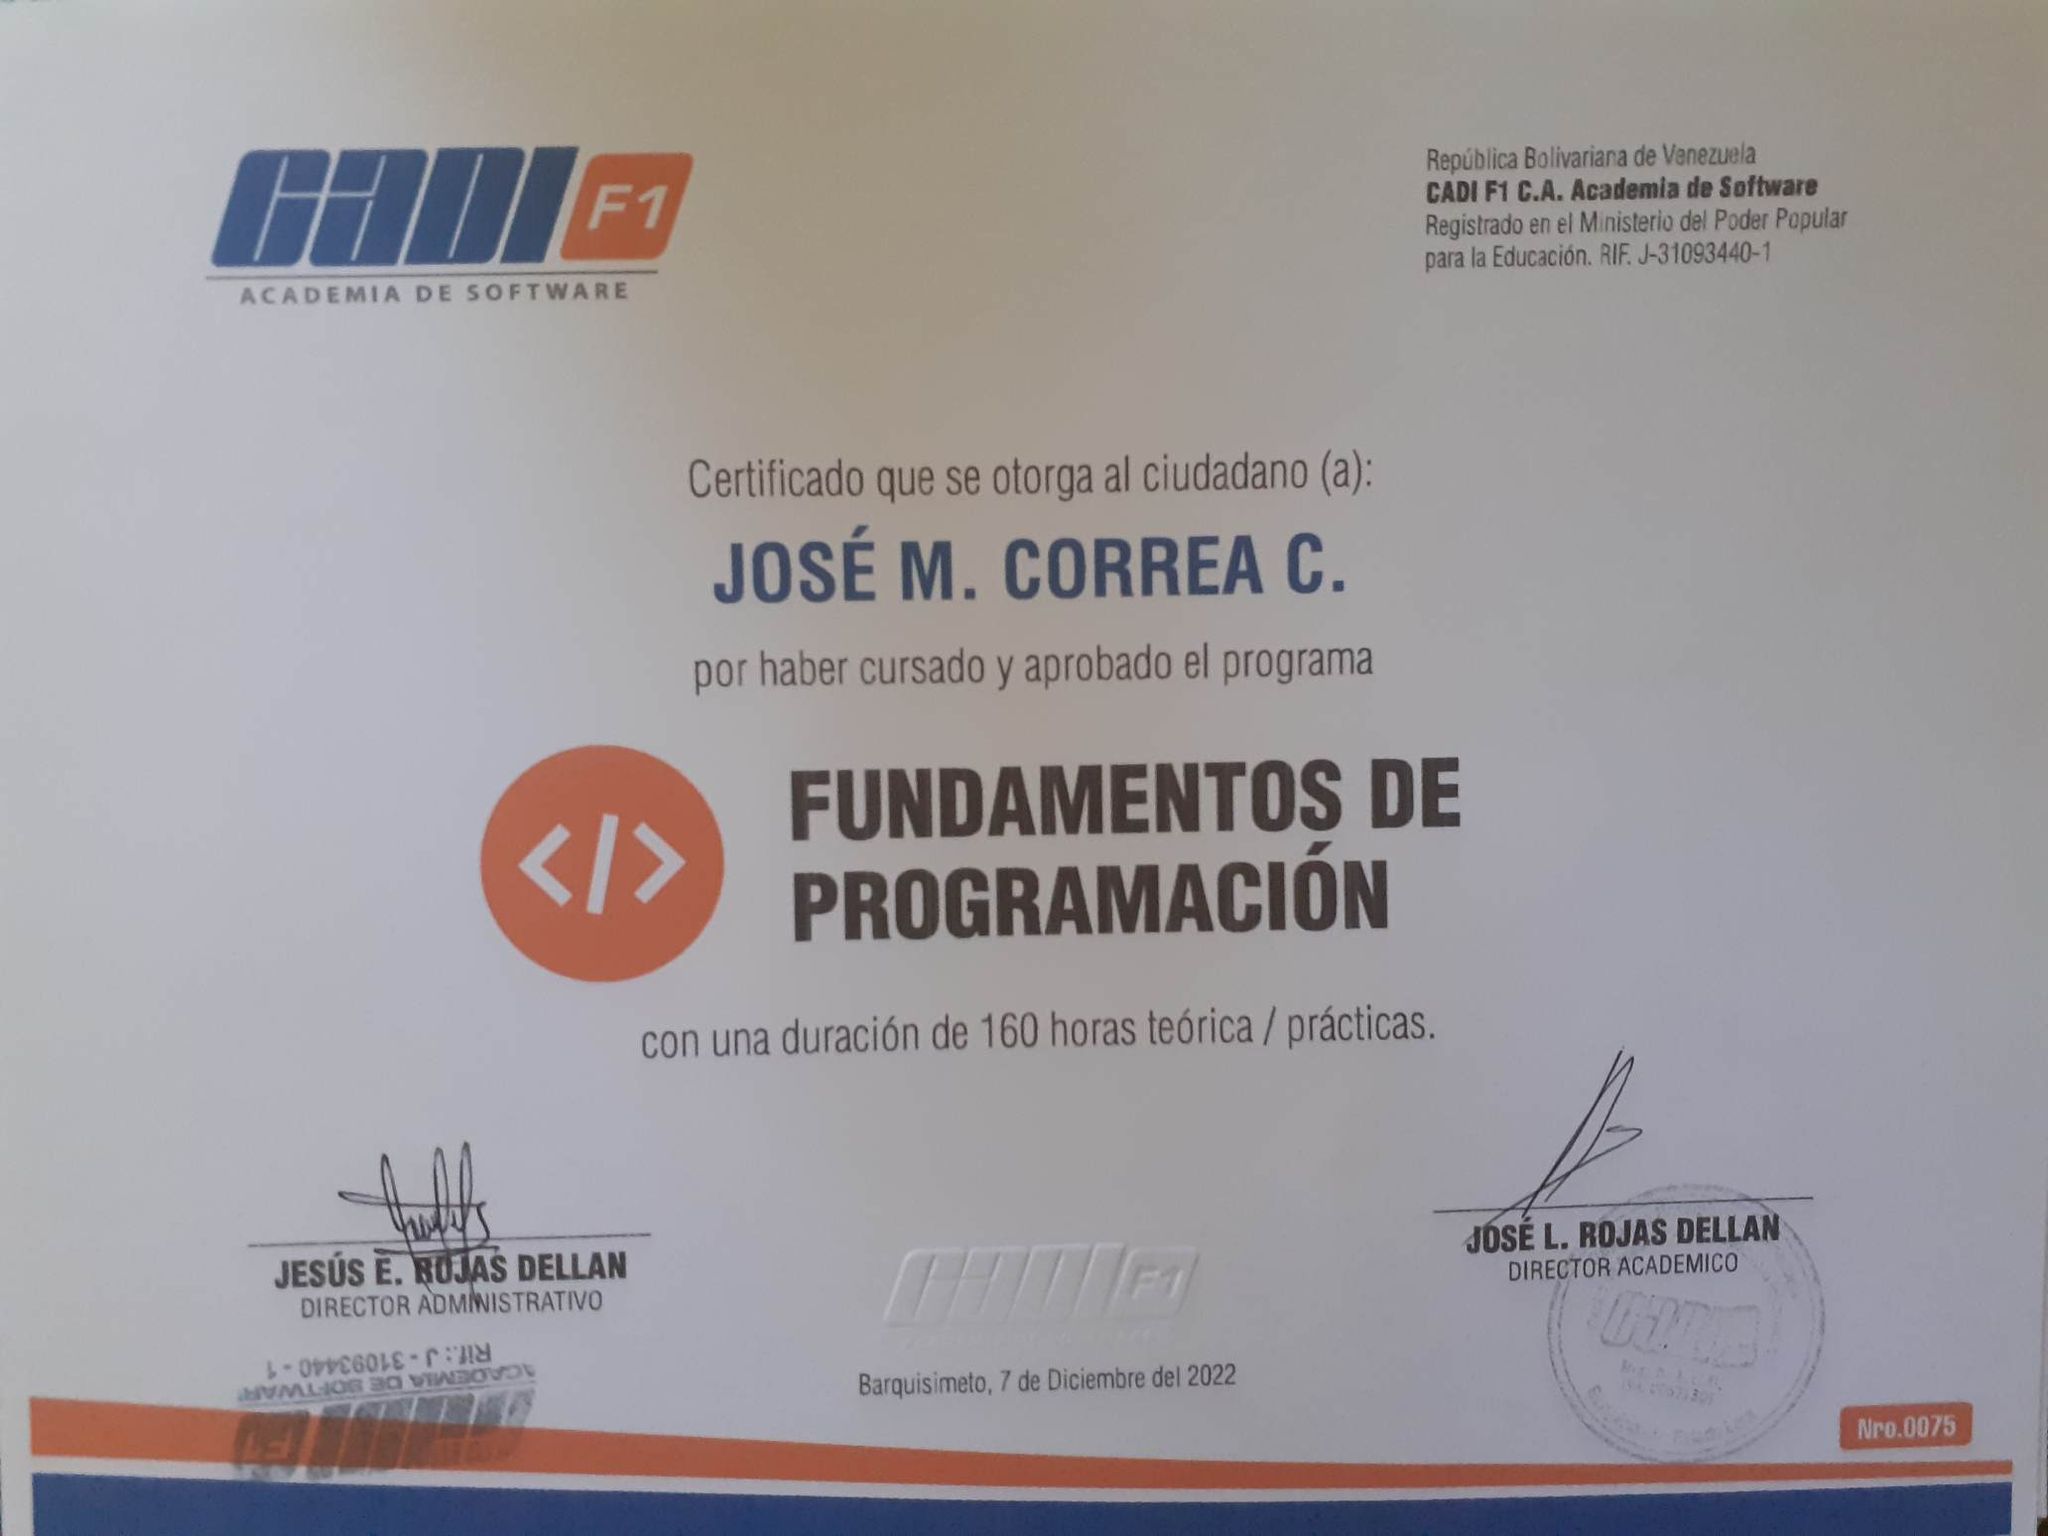 CADI F1
ACADEMIA DE SOFTWARE
República Bolivariana de Venezuela
CADI F1 C.A. Academia de Software
Registrado en el Ministerio del Poder Popular
para la Educación. RIF. J-31093440-1
Certificado que se otorga al ciudadano (a):
JOSÉ M. CORREA C.
por haber cursado y aprobado el programa
</>
FUNDAMENTOS DE
PROGRAMACIÓN
con una duración de 160 horas teórica / prácticas.
JESÚS E. ROJAS DELLAN
DIRECTOR ADMINISTRATIVO
Rif.: J - 31093440 - 1
ACADEMIA DE SOFTWARE
CADI F1
CADI F1
Barquisimeto, 7 de Diciembre del 2022
JOSÉ L. ROJAS DELLAN
DIRECTOR ACADEMICO
CADI
Nro.0075